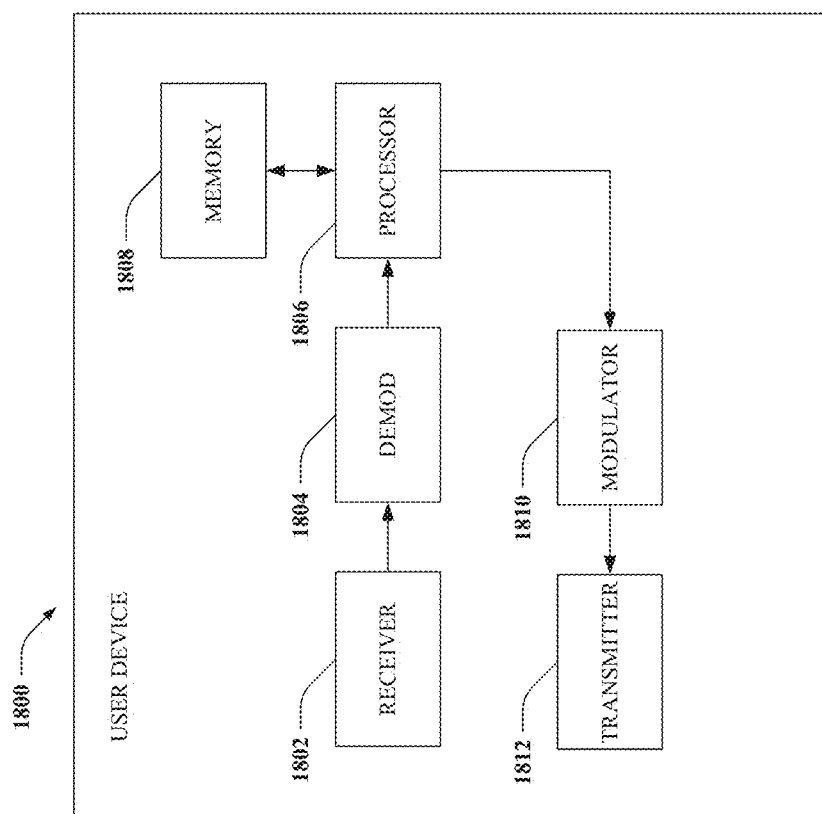 1800
USER DEVICE
1808
MEMORY
1802
RECEIVER
1804
DEMOD
1806
PROCESSOR
1812
TRANSMITTER
1810
MODULATOR